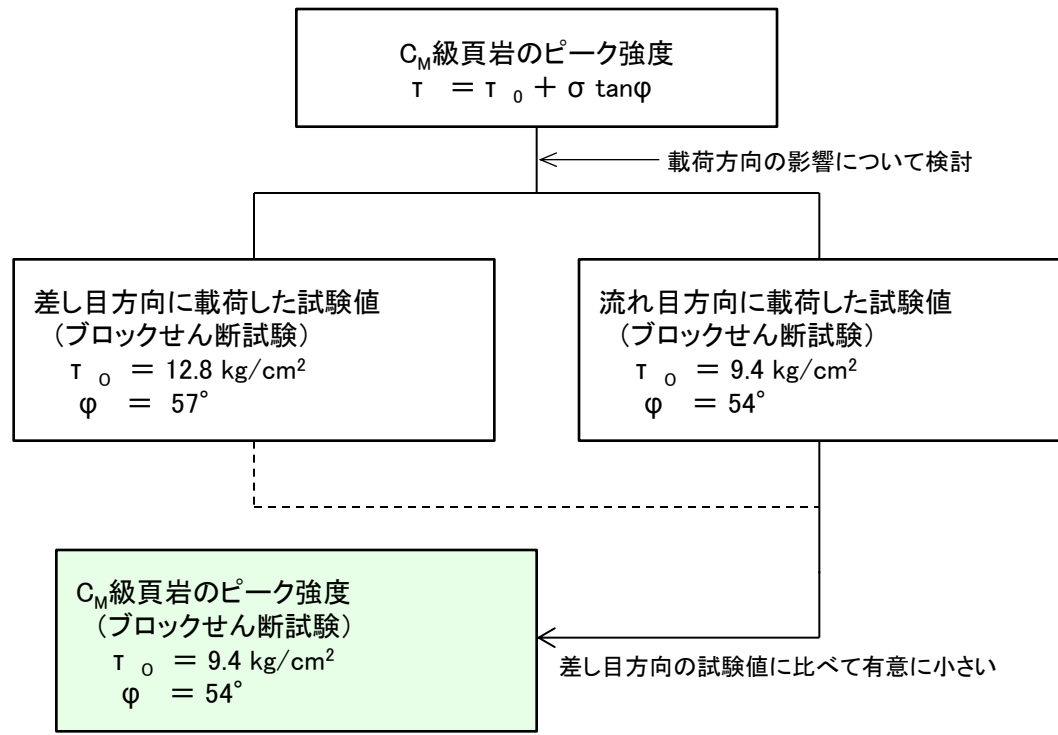 C_M級頁岩のピーク強度
τ = τ ₀ + σ tanφ
載荷方向の影響について検討
差し目方向に載荷した試験値
（ブロックせん断試験）
τ ₀ = 12.8 kg/cm²
φ = 57°
流れ目方向に載荷した試験値
（ブロックせん断試験）
τ ₀ = 9.4 kg/cm²
φ = 54°
C_M級頁岩のピーク強度
（ブロックせん断試験）
τ ₀ = 9.4 kg/cm²
φ = 54°
差し目方向の試験値に比べて有意に小さい